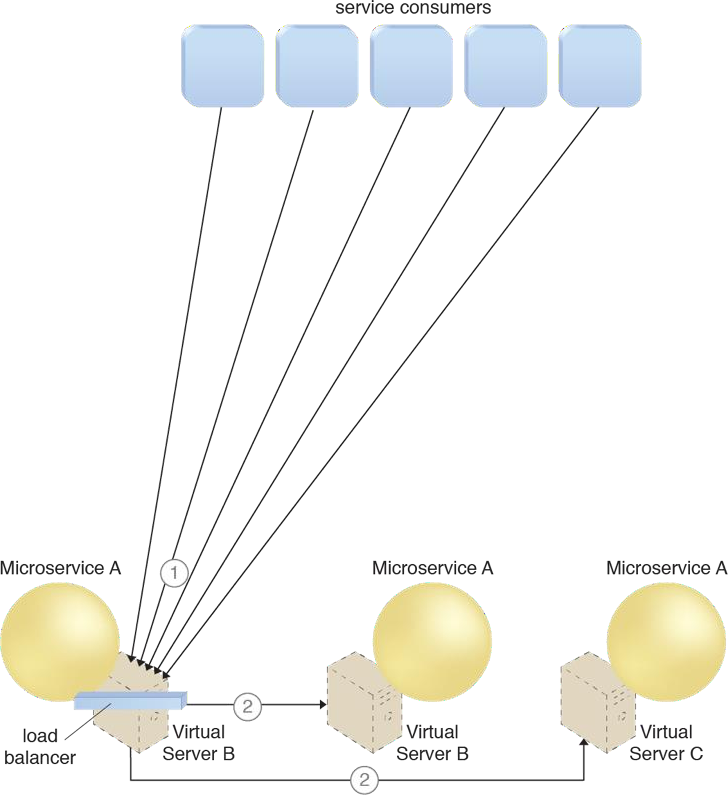 service consumers
1
Microservice A
Microservice A
Microservice A
2
load
balancer
Virtual
Server B
Virtual
Server B
Virtual
Server C
2